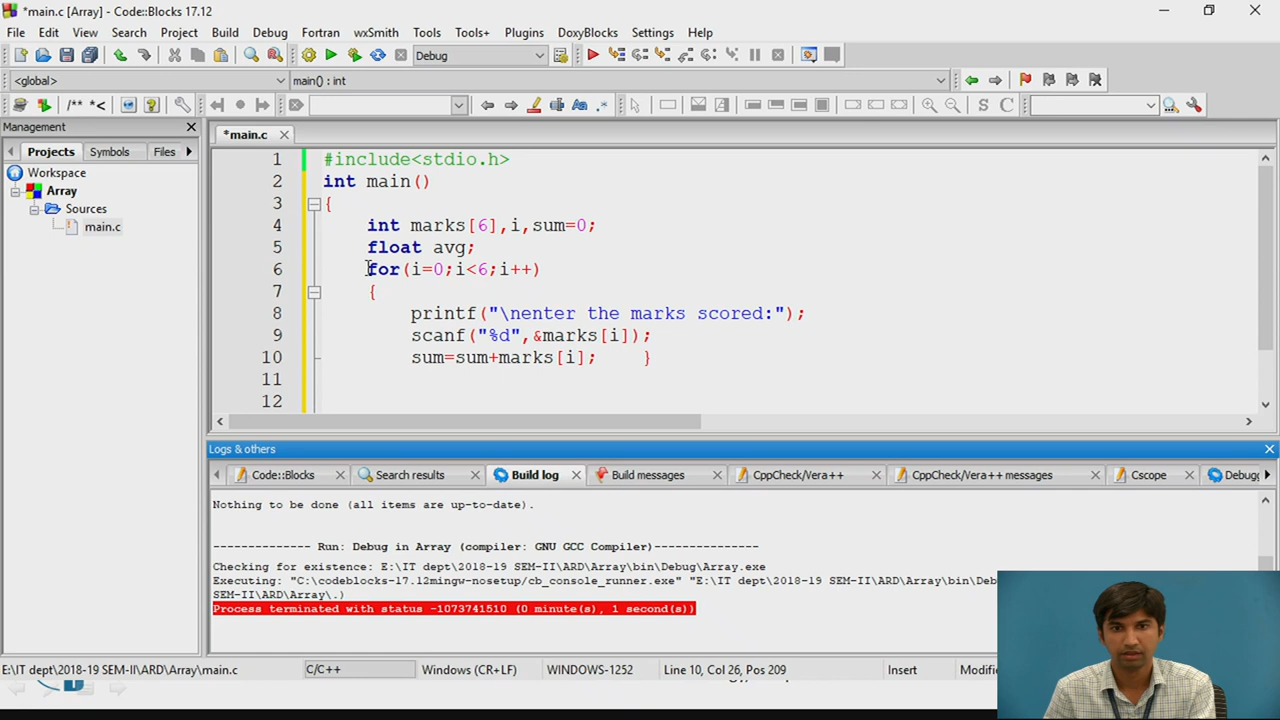 *main.c [Array] - Code::Blocks 17.12
File Edit View Search Project Build Debug Fortran wxSmith Tools Tools+ Plugins DoxyBlocks Settings Help
Debug
<global> main() : int
/** *< .* S C
Management
*main.c
Projects Symbols Files
Workspace
Array
Sources
main.c
1 #include<stdio.h>
2 int main()
3 {
4 int marks[6],i,sum=0;
5 float avg;
6 for(i=0;i<6;i++)
7 {
8 printf("\nenter the marks scored:");
9 scanf("%d",&marks[i]);
10 sum=sum+marks[i]; }
11
12
Logs & others
Code::Blocks Search results Build log Build messages CppCheck/Vera++ CppCheck/Vera++ messages Cscope Debugg
Nothing to be done (all items are up-to-date).
-------------- Run: Debug in Array (compiler: GNU GCC Compiler)---------------
Checking for existence: E:\IT dept\2018-19 SEM-II\ARD\Array\bin\Debug\Array.exe
Executing: "C:\codeblocks-17.12mingw-nosetup/cb_console_runner.exe" "E:\IT dept\2018-19 SEM-II\ARD\Array\bin\Deb
SEM-II\ARD\Array\.)
Process terminated with status -1073741510 (0 minute(s), 1 second(s))
E:\IT dept\2018-19 SEM-II\ARD\Array\main.c C/C++ Windows (CR+LF) WINDOWS-1252 Line 10, Col 26, Pos 209 Insert Modifie